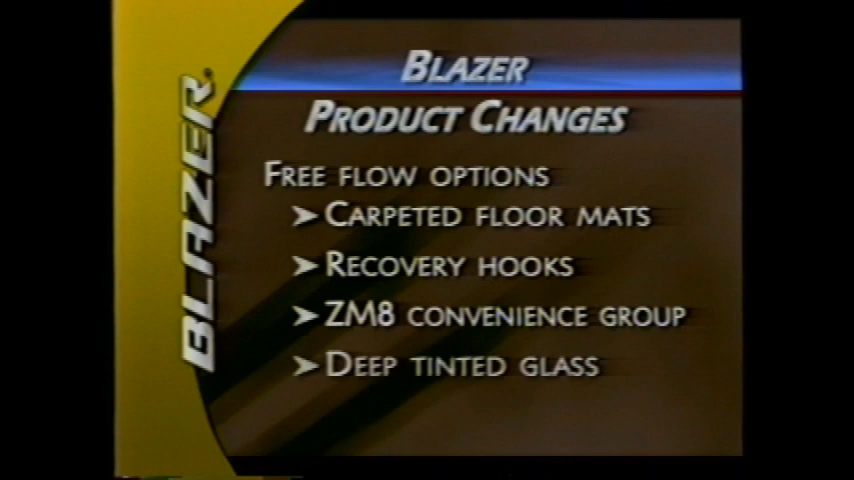 BLAZER
PRODUCT CHANGES
FREE FLOW OPTIONS
➤CARPETED FLOOR MATS
➤RECOVERY HOOKS
➤ZM8 CONVENIENCE GROUP
➤DEEP TINTED GLASS
BLAZER®